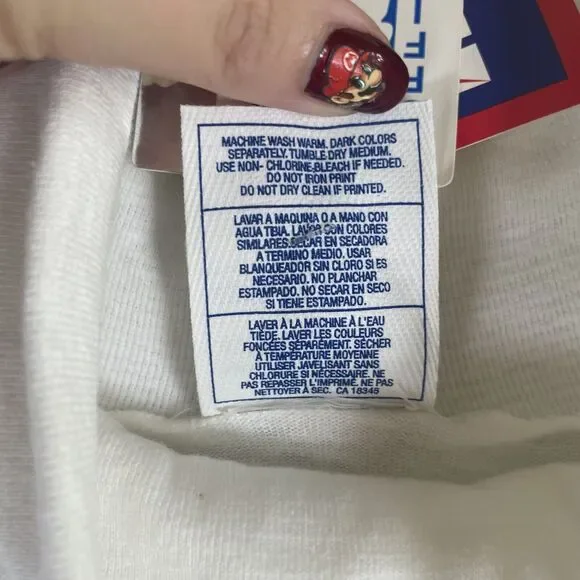 MACHINE WASH WARM, DARK COLORS
SEPARATELY. TUMBLE DRY MEDIUM.
USE NON- CHLORINE-BLEACH IF NEEDED.
DO NOT IRON PRINT
DO NOT DRY CLEAN IF PRINTED.
LAVAR A MAQUINA O A MANO CON
AGUA TIBIA. LAVAR CON COLORES
SIMILARES. SECAR EN SECADORA
A TERMINO MEDIO. USAR
BLANQUEADOR SIN CLORO SI ES
NECESARIO. NO PLANCHAR
ESTAMPADO. NO SECAR EN SECO
SI TIENE ESTAMPADO.
LAVER À LA MACHINE À L'EAU
TIÈDE. LAVER LES COULEURS
FONCÉES SÉPARÉMENT. SÉCHER
À TEMPÉRATURE MOYENNE
UTILISER JAVELISANT SANS
CHLORURE SI NÉCESSAIRE. NE
PAS REPASSER L'IMPRIMÉ. NE PAS
NETTOYER À SEC. CA 18345